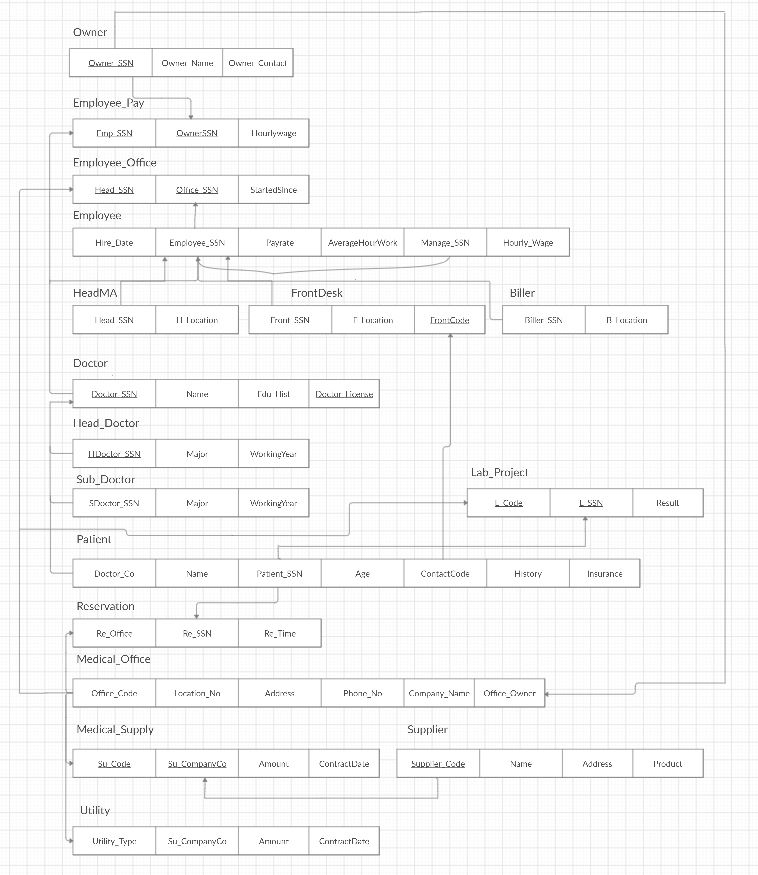 Owner
Owner_SSN Owner_Name Owner_Contact
Employee_Pay
Emp_SSN OwnerSSN Hourlywage
Employee_Office
Head_SSN Office_SSN StartedSince
Employee
Hire_Date Employee_SSN Payrate AverageHourWork Manage_SSN Hourly_Wage
HeadMA FrontDesk Biller
Head_SSN H_Location Front_SSN F_Location FrontCode Biller_SSN B_Location
Doctor
Doctor_SSN Name Edu_Hist Doctor_License
Head_Doctor
HDoctor_SSN Major WorkingYear
Sub_Doctor Lab_Project
SDoctor_SSN Major WorkingYear L_Code L_SSN Result
Patient
Doctor_Co Name Patient_SSN Age ContactCode History Insurance
Reservation
Re_Office Re_SSN Re_Time
Medical_Office
Office_Code Location_No Address Phone_No Company_Name Office_Owner
Medical_Supply Supplier
Su_Code Su_CompanyCo Amount ContractDate Supplier_Code Name Address Product
Utility
Utility_Type Su_CompanyCo Amount ContractDate